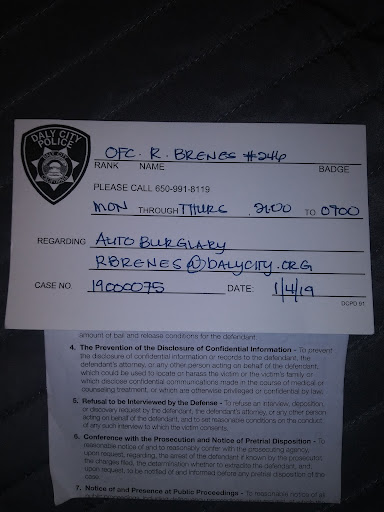 DALY CITY
POLICE
OFC. R. BRENES #246
RANK NAME BADGE
PLEASE CALL 650-991-8119
MON THROUGH THURS 2100 TO 0700
REGARDING AUTO BURGLARY
RBRENES@DALYCITY.ORG
CASE NO. 19000075 DATE: 1/4/19
DCPD 91
amount of bail and release conditions for the defendant
4. The Prevention of the Disclosure of Confidential Information - To prevent
the disclosure of confidential information or records to the defendant, the
defendant's attorney, or any other person acting on behalf of the defendant,
which could be used to locate or harass the victim or the victim's family or
which disclose confidential communications made in the course of medical or
counseling treatment, or which are otherwise privileged or confidential by law.
5. Refusal to be Interviewed by the Defense - To refuse an interview, deposition,
or discovery request by the defendant, the defendant's attorney, or any other person
acting on behalf of the defendant, and to set reasonable conditions on the conduct
of any such interview to which the victim consents.
6. Conference with the Prosecution and Notice of Pretrial Disposition - To
reasonable notice of and to reasonably confer with the prosecuting agency,
upon request, regarding, the arrest of the defendant if known by the prosecutor,
the charges filed, the determination whether to extradite the defendant, and,
upon request, to be notified of and informed before any pretrial disposition of the
case.
7. Notice of and Presence at Public Proceedings - To reasonable notice of all